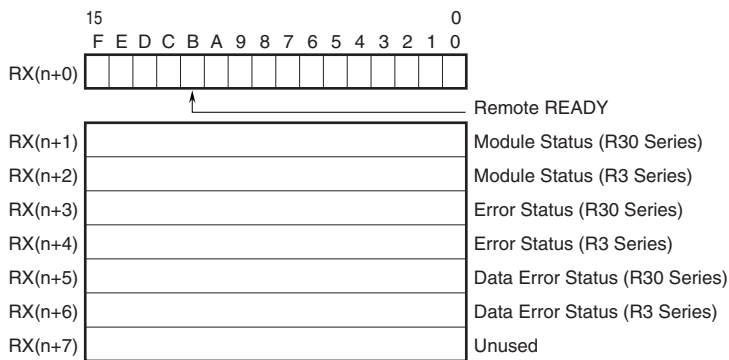 15 0
F E D C B A 9 8 7 6 5 4 3 2 1 0
RX(n+0)
Remote READY
RX(n+1) Module Status (R30 Series)
RX(n+2) Module Status (R3 Series)
RX(n+3) Error Status (R30 Series)
RX(n+4) Error Status (R3 Series)
RX(n+5) Data Error Status (R30 Series)
RX(n+6) Data Error Status (R3 Series)
RX(n+7) Unused